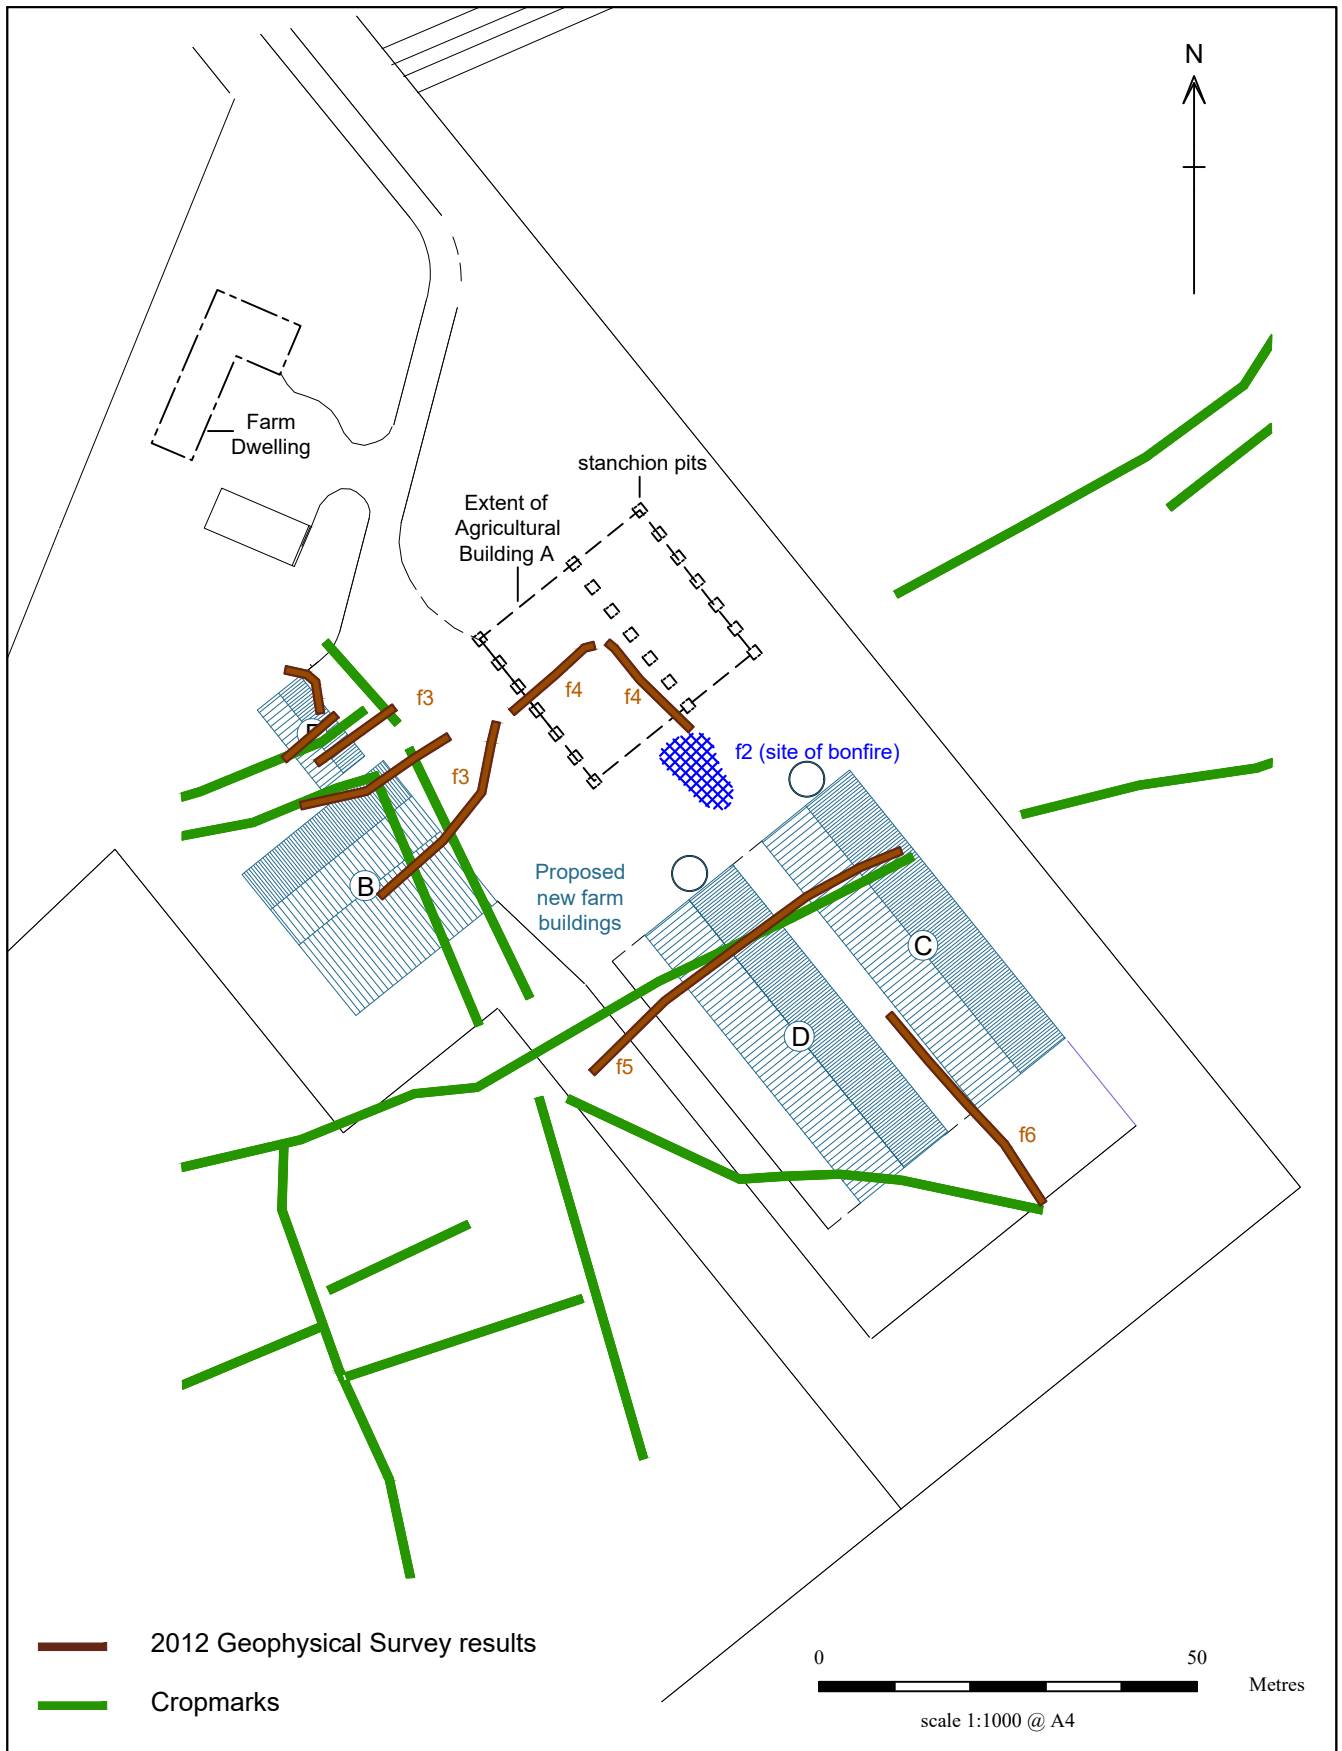 N
Farm
Dwelling
stanchion pits
Extent of
Agricultural
Building A
f3
f4
f4
f3
f2 (site of bonfire)
B
Proposed
new farm
buildings
C
D
f5
f6
2012 Geophysical Survey results
Cropmarks
0
50
Metres
scale 1:1000 @ A4